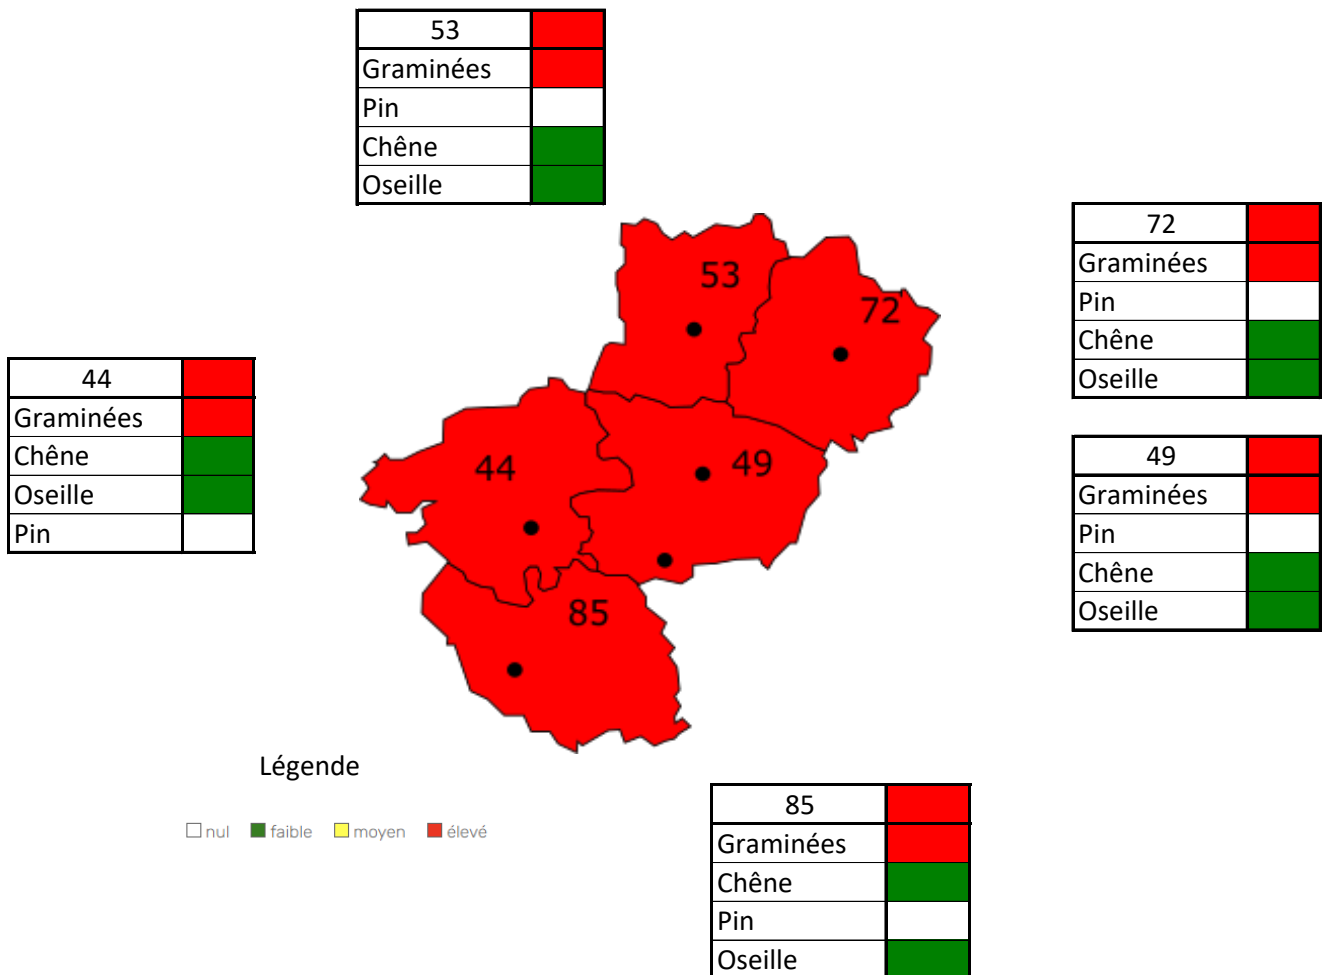 53
Graminées
Pin
Chêne
Oseille
72
Graminées
Pin
Chêne
Oseille
44
Graminées
Chêne
Oseille
Pin
49
Graminées
Pin
Chêne
Oseille
53
72
44
49
85
Légende
nul faible moyen élevé
85
Graminées
Chêne
Pin
Oseille